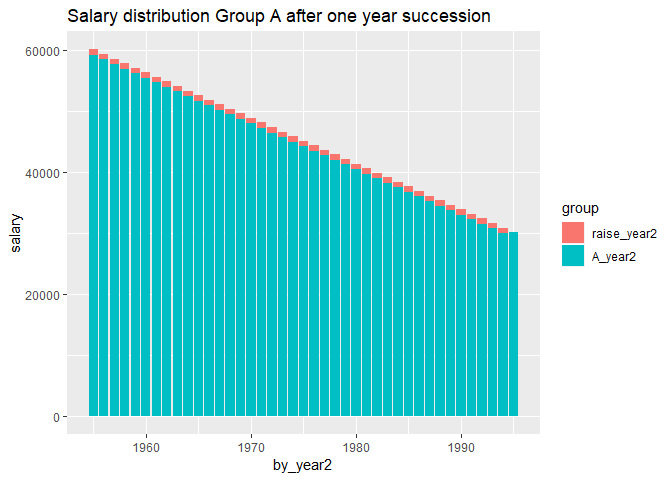 Salary distribution Group A after one year succession
60000
40000
20000
0
salary
1960 1970 1980 1990
by_year2
group
raise_year2
A_year2